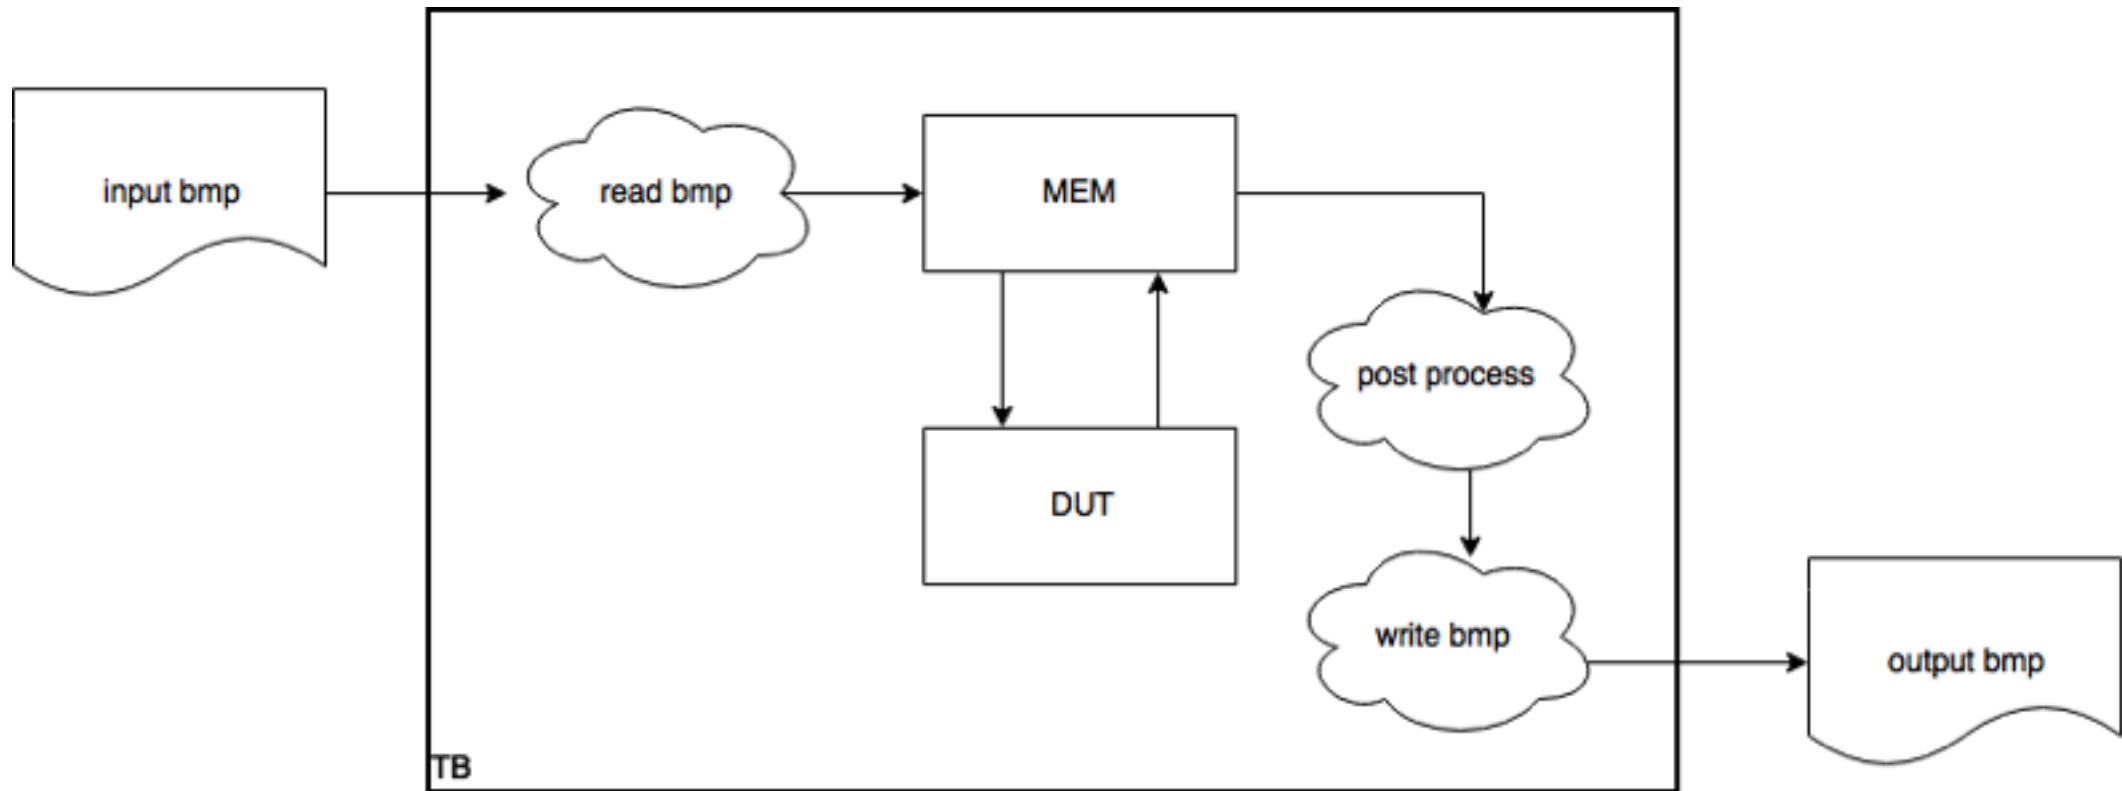 input bmp
read bmp
MEM
post process
DUT
write bmp
output bmp
TB